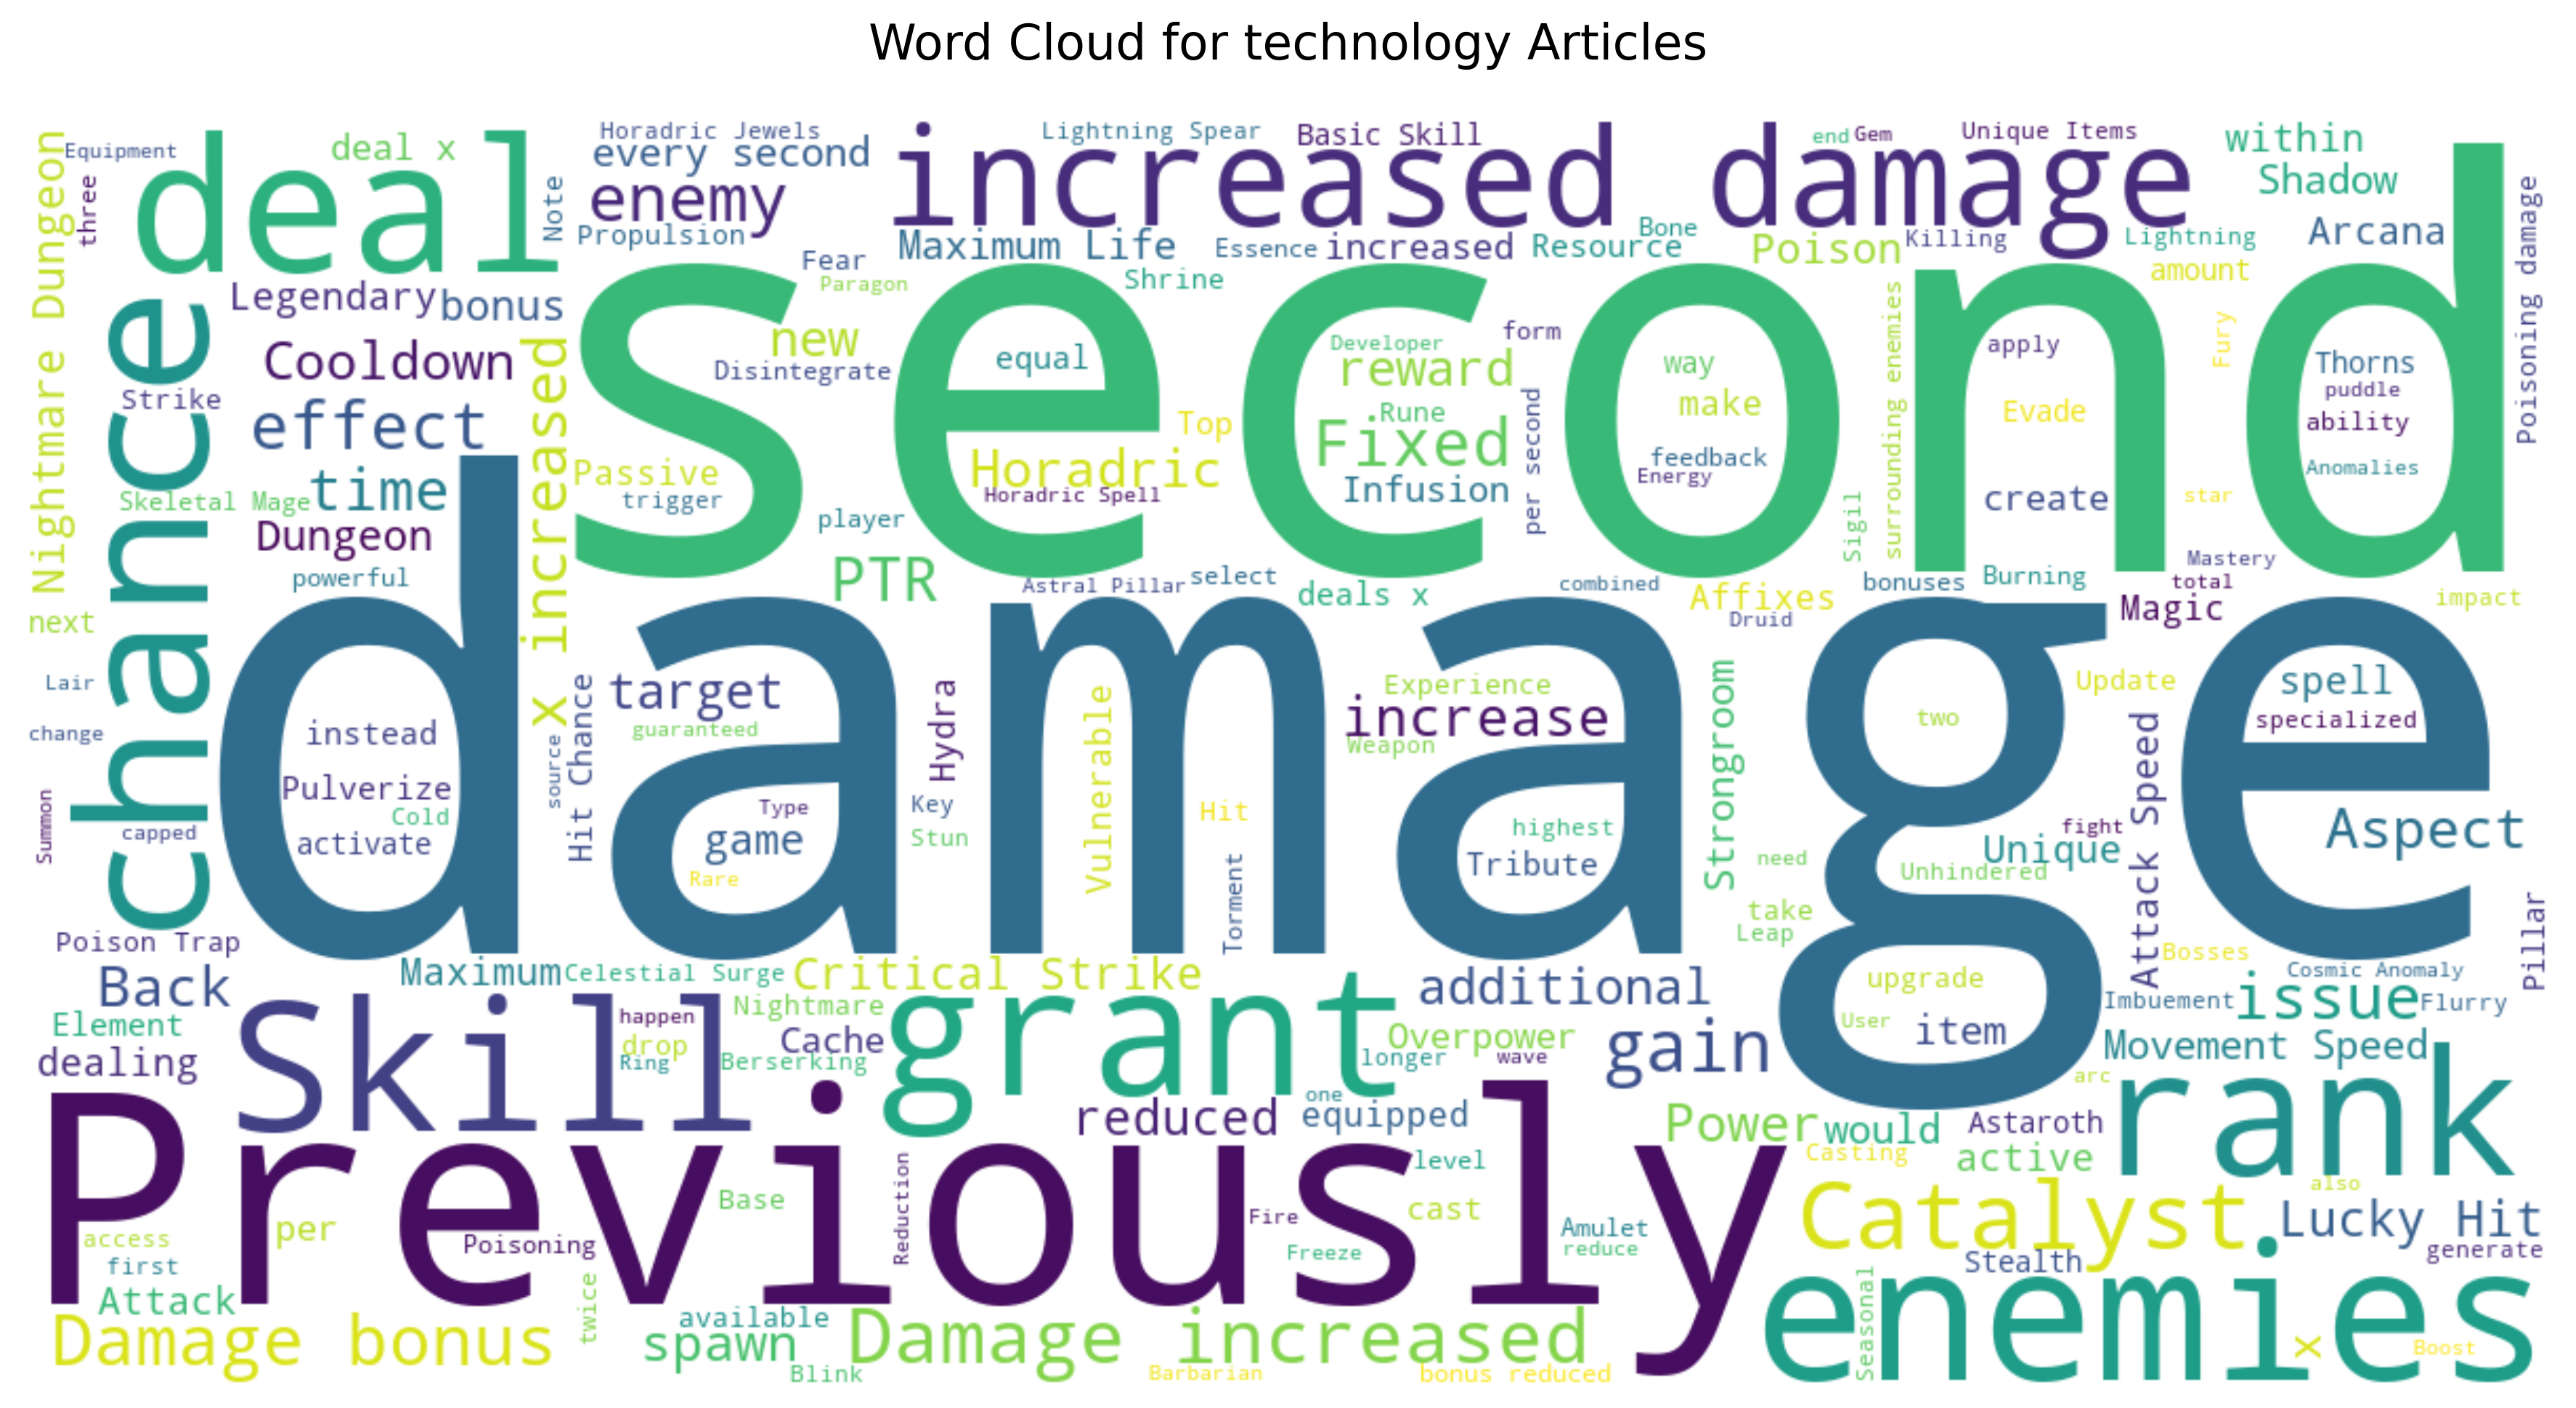 Word Cloud for technology Articles
Nightmare Dungeon
Equipment
three
deal
deal x
Note
Horadric Jewels
every second
enemy
Propulsion
Lightning Spear
Basic Skill
increased damage
end
Gem
Unique Items
within
Shadow
Arcana
Poisoning damage
Maximum Life
Essence
increased
Resource
Bone
Poison
Killing
Lightning
amount
Fear
Paragon
Shrine
Legendary
bonus
chance
Cooldown
Strike
effect
x increased
second
new
Disintegrate
equal
Developer
reward
form
way
make
surrounding enemies
apply
Evade
Fury
Thorns
puddle
ability
Anomalies
Passive
trigger
Top
Horadric
Horadric Spell
Rune
Fixed
Infusion
per second
feedback
Energy
Sigil
create
star
Skeletal Mage
time
Dungeon
player
powerful
PTR
Astral Pillar
select
deals x
combined
Affixes
Druid
bonuses
Burning
Mastery
total
Magic
impact
next
Lair
change
Summon
capped
damage
instead
Pulverize
Cold
activate
source
Hit Chance
target
guaranteed
Type
game
Rare
Hydra
Key
Stun
Vulnerable
Hit
Torment
Experience
increase
Weapon
highest
Tribute
Strongroom
need
take
Leap
two
Update
Unique
fight
Unhindered
Attack Speed
spell
specialized
Aspect
Pillar
Poison Trap
Back
Maximum
Celestial Surge
Critical Strike
additional
upgrade
User
item
Bosses
Cosmic Anomaly
Imbuement
issue
Flurry
Element
dealing
Skill
happen
drop
Ring
Nightmare
Cache
Berserking
grant
Overpower
longer
wave
gain
Movement Speed
arc
rank
Previously
reduced
one
equipped
Power
would
Astaroth
Casting
active
also
level
Base
Reduction
Fire
cast
Freeze
Amulet
reduce
Catalyst
Lucky Hit
generate
Stealth
access
first
per
Poisoning
Attack
twice
Damage bonus
available
spawn
Blink
Damage increased
Barbarian
bonus reduced
Seasonal
enemies
x
Boost